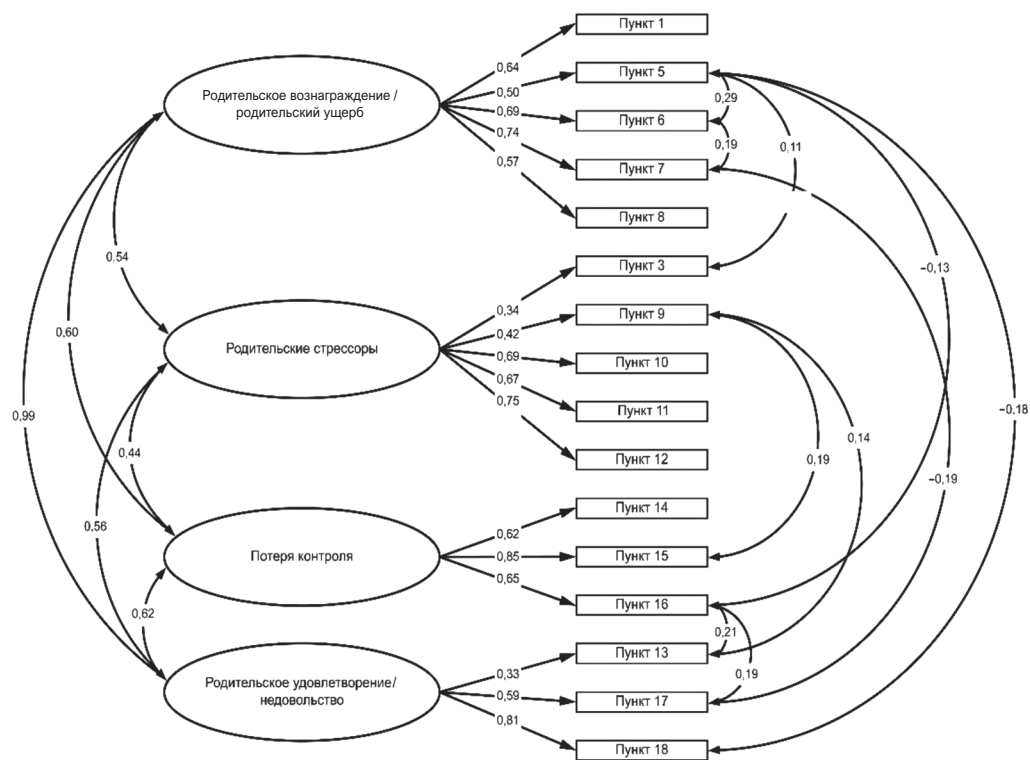 Пункт 1
0,64
Родительское вознаграждение /
родительский ущерб
Пункт 5
0,50
0,29
Пункт 6
0,69
0,19
0,11
Пункт 7
0,74
0,57
Пункт 8
0,54
Пункт 3
−0,13
0,34
0,60
Пункт 9
0,42
Родительские стрессоры
Пункт 10
0,69
0,67
Пункт 11
0,75
0,99
−0,18
0,14
0,44
Пункт 12
0,19
−0,19
Пункт 14
0,56
0,62
Потеря контроля
Пункт 15
0,85
0,65
Пункт 16
0,62
0,21
Пункт 13
0,33
0,19
Родительское удовлетворение/
недовольство
0,59
Пункт 17
0,81
Пункт 18